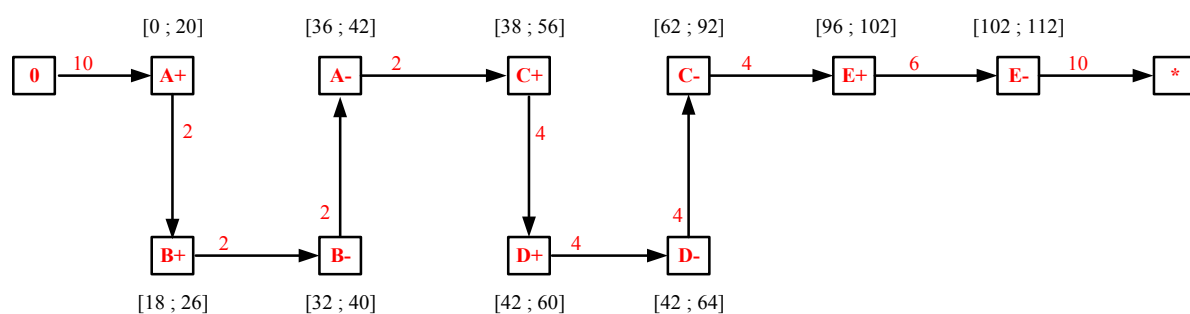 [0 ; 20] [36 ; 42] [38 ; 56] [62 ; 92] [96 ; 102] [102 ; 112]
0 10 A+ A- 2 C+ C- 4 E+ 6 E- 10 *
2 4
2 4
B+ 2 B- D+ 4 D-
[18 ; 26] [32 ; 40] [42 ; 60] [42 ; 64]